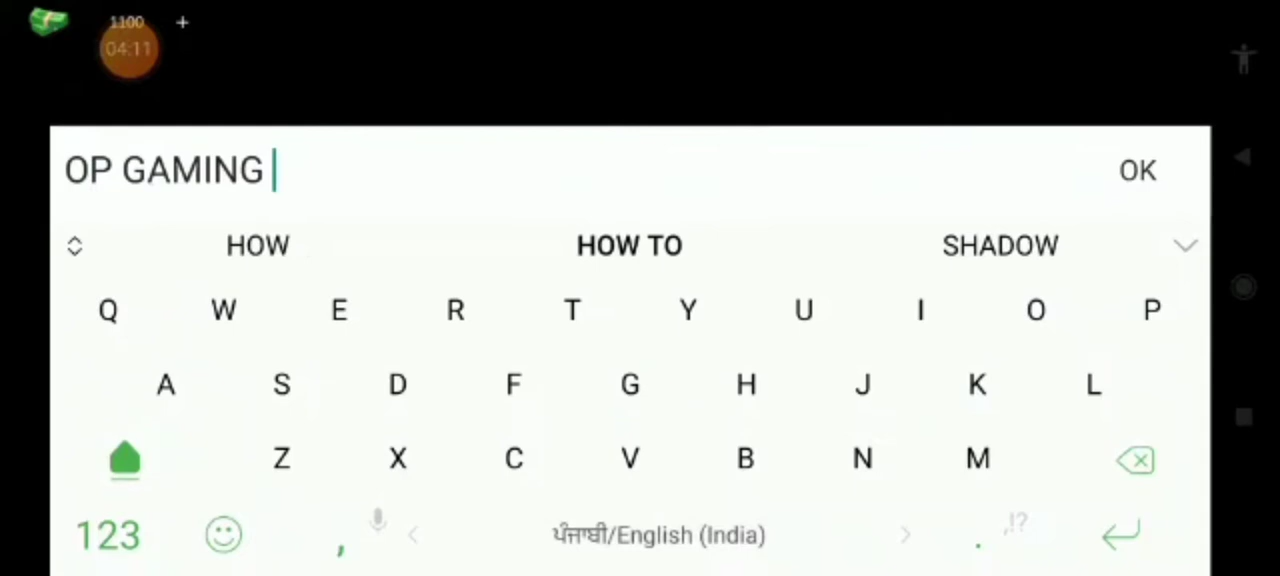 1100 +
04:11
OP GAMING
OK
HOW HOW TO SHADOW
Q W E R T Y U I O P
A S D F G H J K L
Z X C V B N M
123 , < ਪੰਜਾਬੀ/English (India) > . ,!?